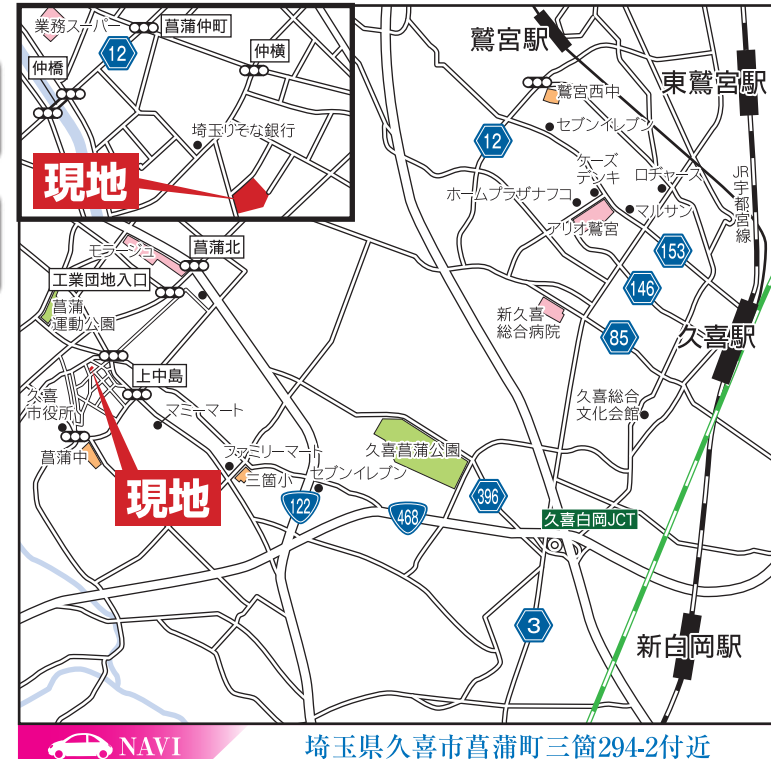 業務スーパー
菖蒲仲町
12
仲橋
仲横
埼玉りそな銀行
現地
鷲宮駅
東鷲宮駅
鷲宮西中
セブンイレブン
12
ケーズ
デンキ
ロヂャース
ホームプラザナフコ
マルサン
アリオ鷲宮
JR宇都宮線
153
146
85
新久喜
総合病院
久喜駅
モラージュ
菖蒲北
工業団地入口
菖蒲
運動公園
上中島
久喜
市役所
マミーマート
菖蒲中
現地
ファミリーマート
三箇小
セブンイレブン
久喜菖蒲公園
久喜総合
文化会館
122
468
396
久喜白岡JCT
3
新白岡駅
NAVI
埼玉県久喜市菖蒲町三箇294-2付近